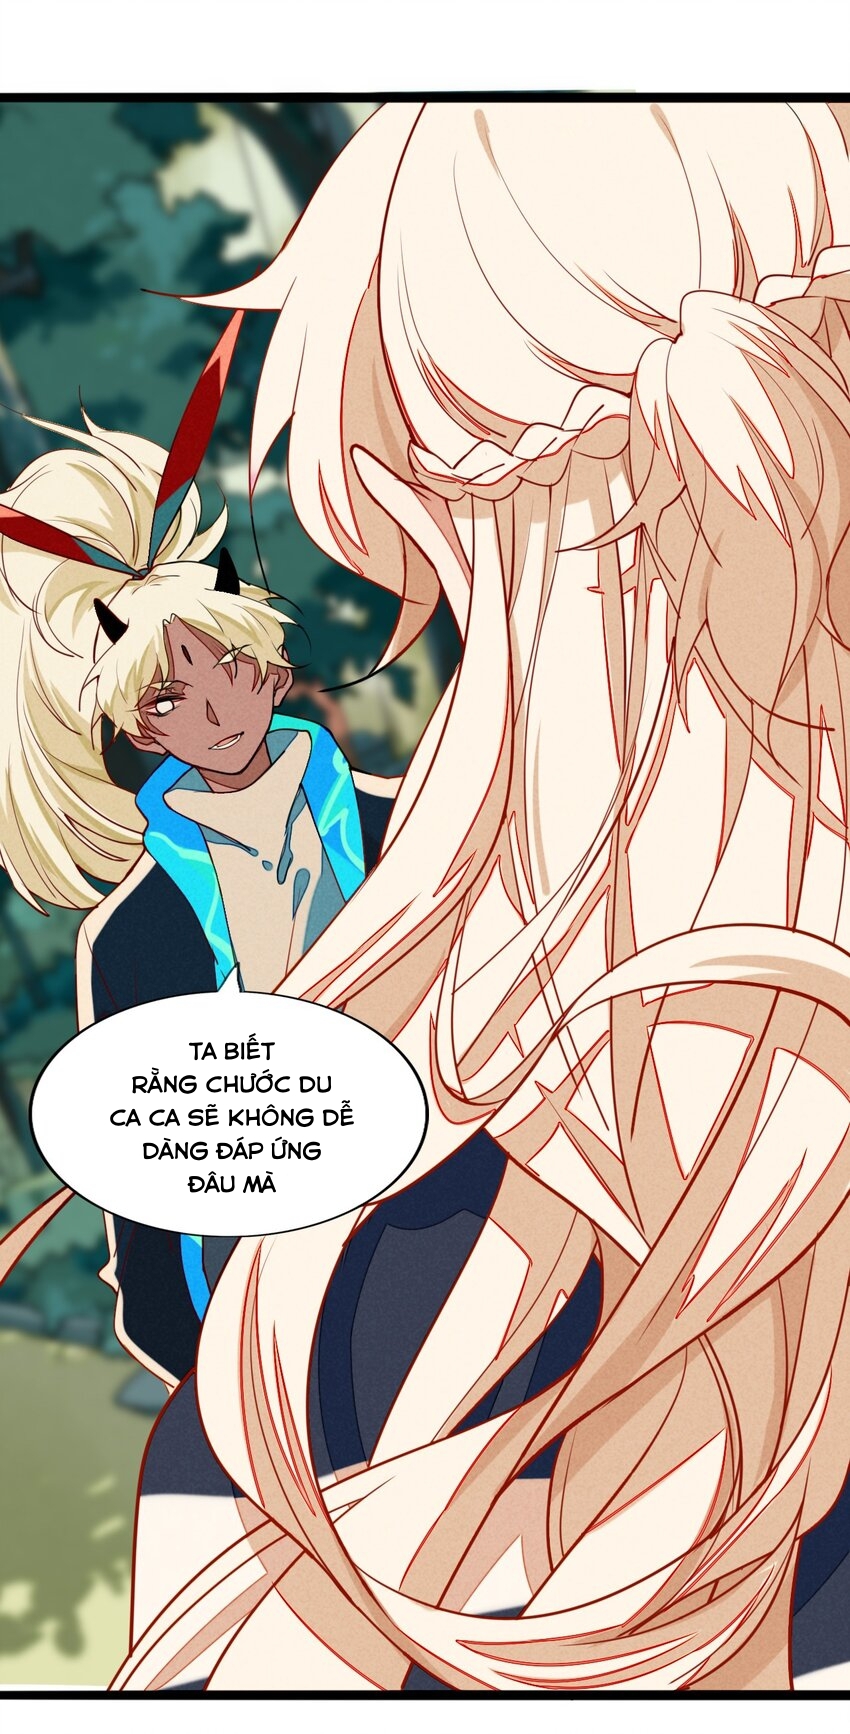 TA BIẾT
RẰNG CHƯỚC DU
CA CA SẼ KHÔNG DỄ
DÀNG ĐÁP ỨNG
ĐÂU MÀ